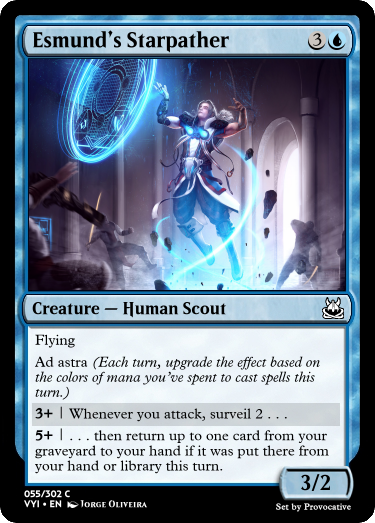 Esmund's Starpather 3
Creature — Human Scout
Flying
Ad astra (Each turn, upgrade the effect based on
the colors of mana you've spent to cast spells this
turn.)
3+ | Whenever you attack, surveil 2 . . .
5+ | . . . then return up to one card from your
graveyard to your hand if it was put there from
your hand or library this turn.
3/2
055/302 C
VYI • EN Jorge Oliveira
Set by Provocative